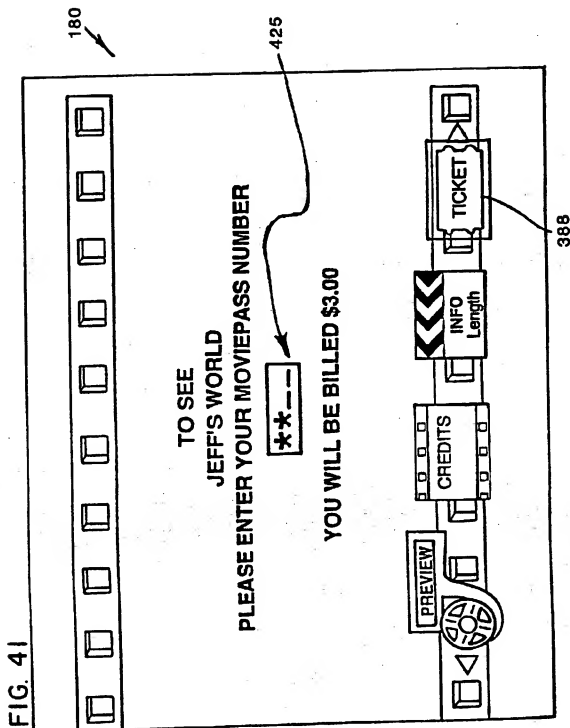 FIG. 41
180
TO SEE
JEFF'S WORLD
PLEASE ENTER YOUR MOVIEPASS NUMBER
**__
425
YOU WILL BE BILLED $3.00
PREVIEW
CREDITS
INFO
Length
TICKET
388